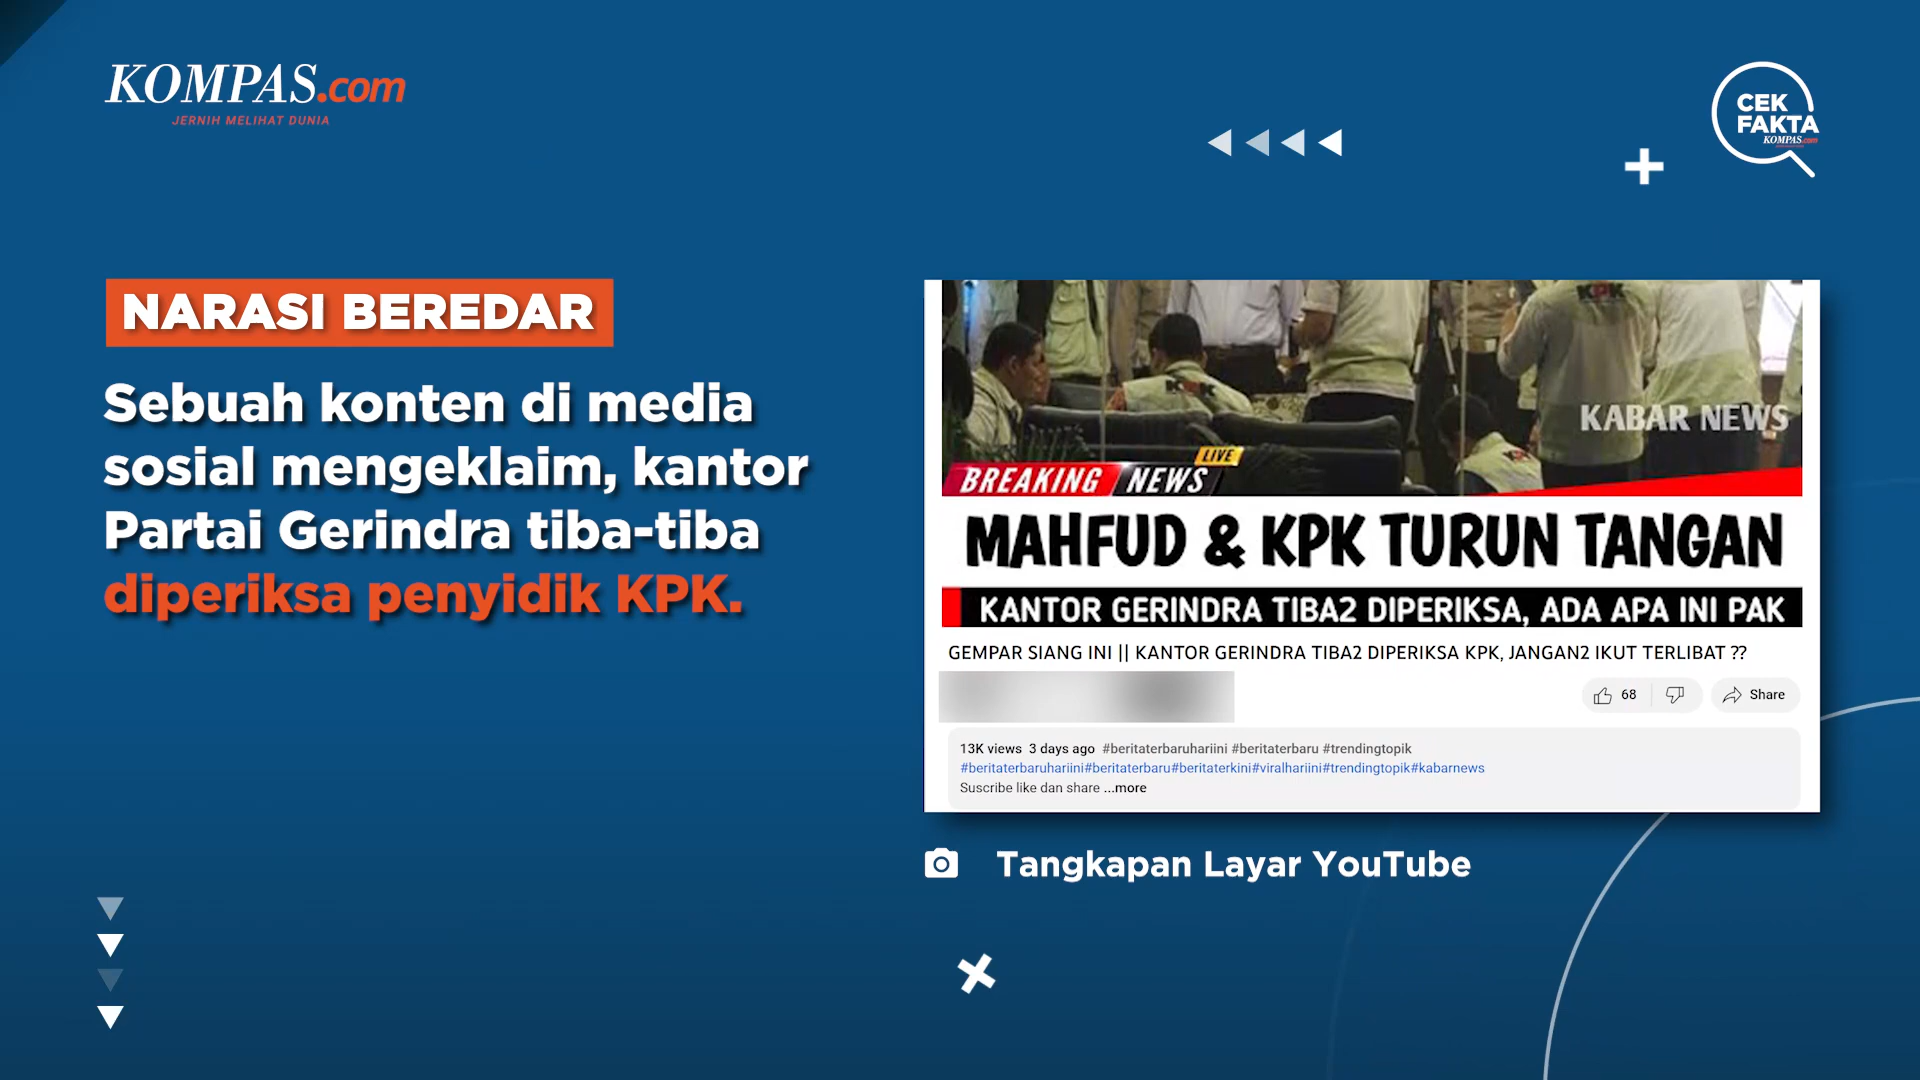 KOMPAS.com
JERNIH MELIHAT DUNIA
CEK
FAKTA
KOMPAS.com
NARASI BEREDAR
Sebuah konten di media
sosial mengeklaim, kantor
Partai Gerindra tiba-tiba
diperiksa penyidik KPK.
KPK
KABAR NEWS
LIVE
BREAKING NEWS
MAHFUD & KPK TURUN TANGAN
KANTOR GERINDRA TIBA2 DIPERIKSA, ADA APA INI PAK
GEMPAR SIANG INI || KANTOR GERINDRA TIBA2 DIPERIKSA KPK, JANGAN2 IKUT TERLIBAT ??
68
Share
13K views 3 days ago #beritaterbaruhariini #beritaterbaru #trendingtopik
#beritaterbaruhariini#beritaterbaru#beritaterkini#viralhariini#trendingtopik#kabarnews
Suscribe like dan share ...more
Tangkapan Layar YouTube